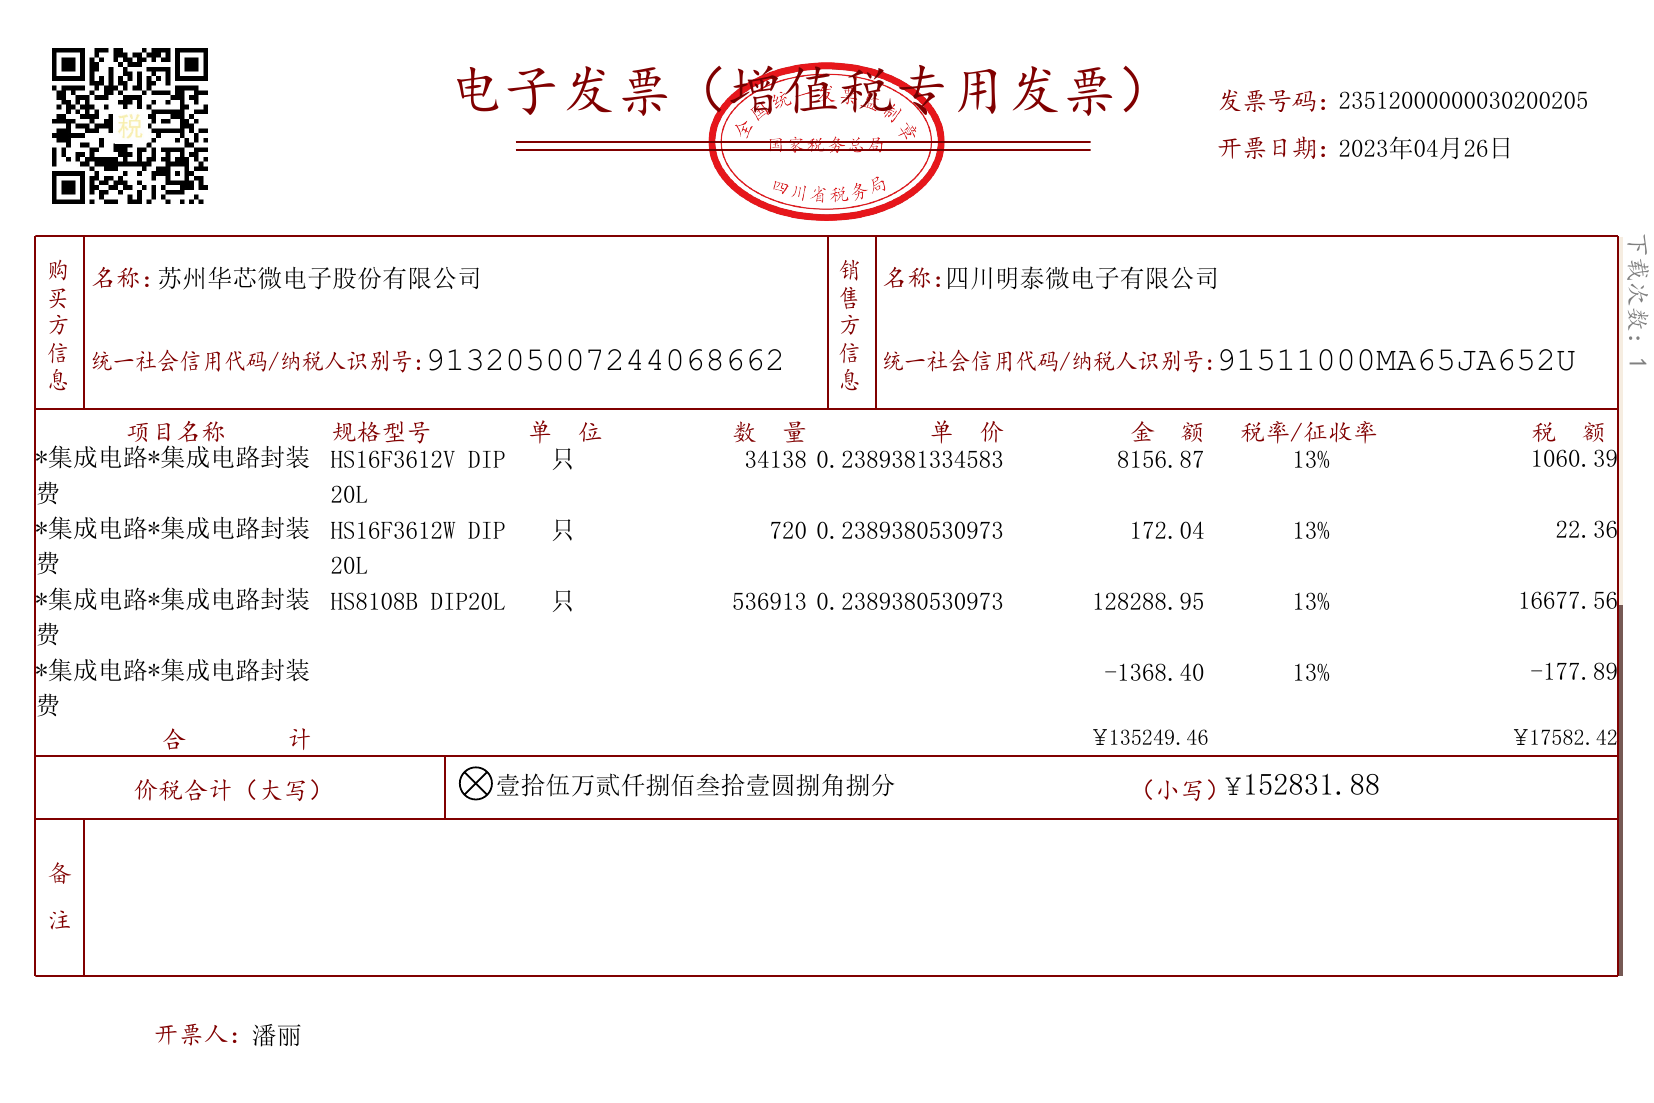 电子发票（增值税专用发票）
全国统一发票监制章
国家税务总局
四川省税务局
税
发票号码：23512000000030200205
开票日期：2023年04月26日
下载次数：1
购买方信息
名称：苏州华芯微电子股份有限公司
统一社会信用代码/纳税人识别号：913205007244068662
销售方信息
名称：四川明泰微电子有限公司
统一社会信用代码/纳税人识别号：91511000MA65JA652U
项目名称 规格型号 单位 数量 单价 金额 税率/征收率 税额
*集成电路*集成电路封装 HS16F3612V DIP 只 34138 0.2389381334583 8156.87 13% 1060.39
费 20L
*集成电路*集成电路封装 HS16F3612W DIP 只 720 0.2389380530973 172.04 13% 22.36
费 20L
*集成电路*集成电路封装 HS8108B DIP20L 只 536913 0.2389380530973 128288.95 13% 16677.56
费
*集成电路*集成电路封装 -1368.40 13% -177.89
费
合计 ¥135249.46 ¥17582.42
价税合计（大写） 壹拾伍万贰仟捌佰叁拾壹圆捌角捌分 （小写）¥152831.88
备注
开票人：潘丽